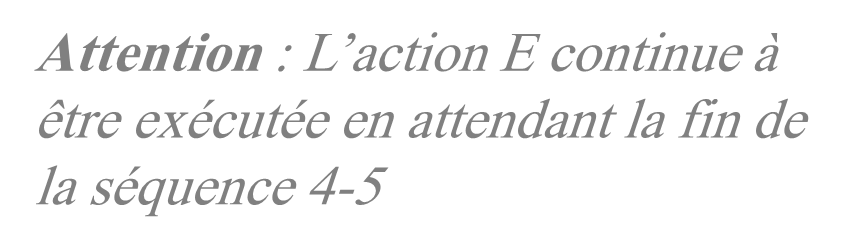 Attention : L’action E continue à
être exécutée en attendant la fin de
la séquence 4-5